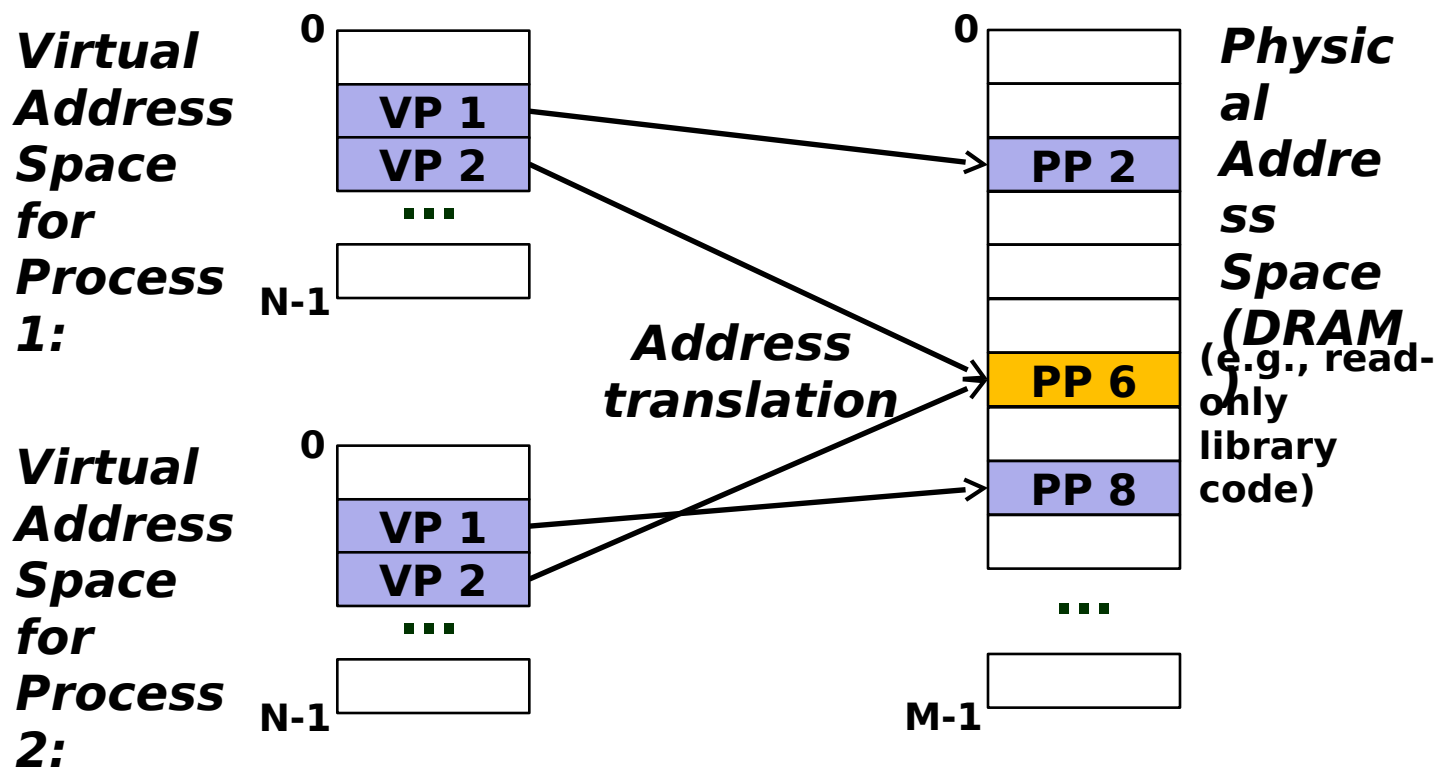 Virtual
Address
Space
for
Process
1:
0
VP 1
VP 2
...
N-1
Virtual
Address
Space
for
Process
2:
0
VP 1
VP 2
...
N-1
Address
translation
0
PP 2
PP 6
PP 8
...
M-1
Physic
al
Addre
ss
Space
(DRAM
)
(e.g., read-
only
library
code)